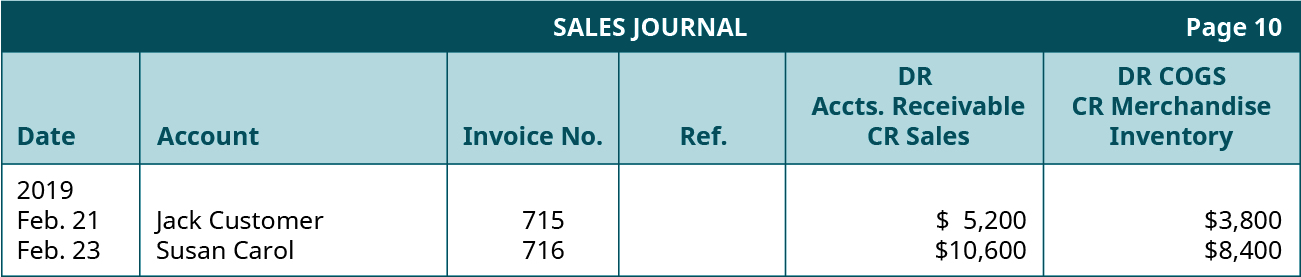 SALES JOURNAL Page 10
Date Account Invoice No. Ref. DR Accts. Receivable CR Sales DR COGS CR Merchandise Inventory
2019
Feb. 21 Jack Customer 715 $ 5,200 $3,800
Feb. 23 Susan Carol 716 $10,600 $8,400